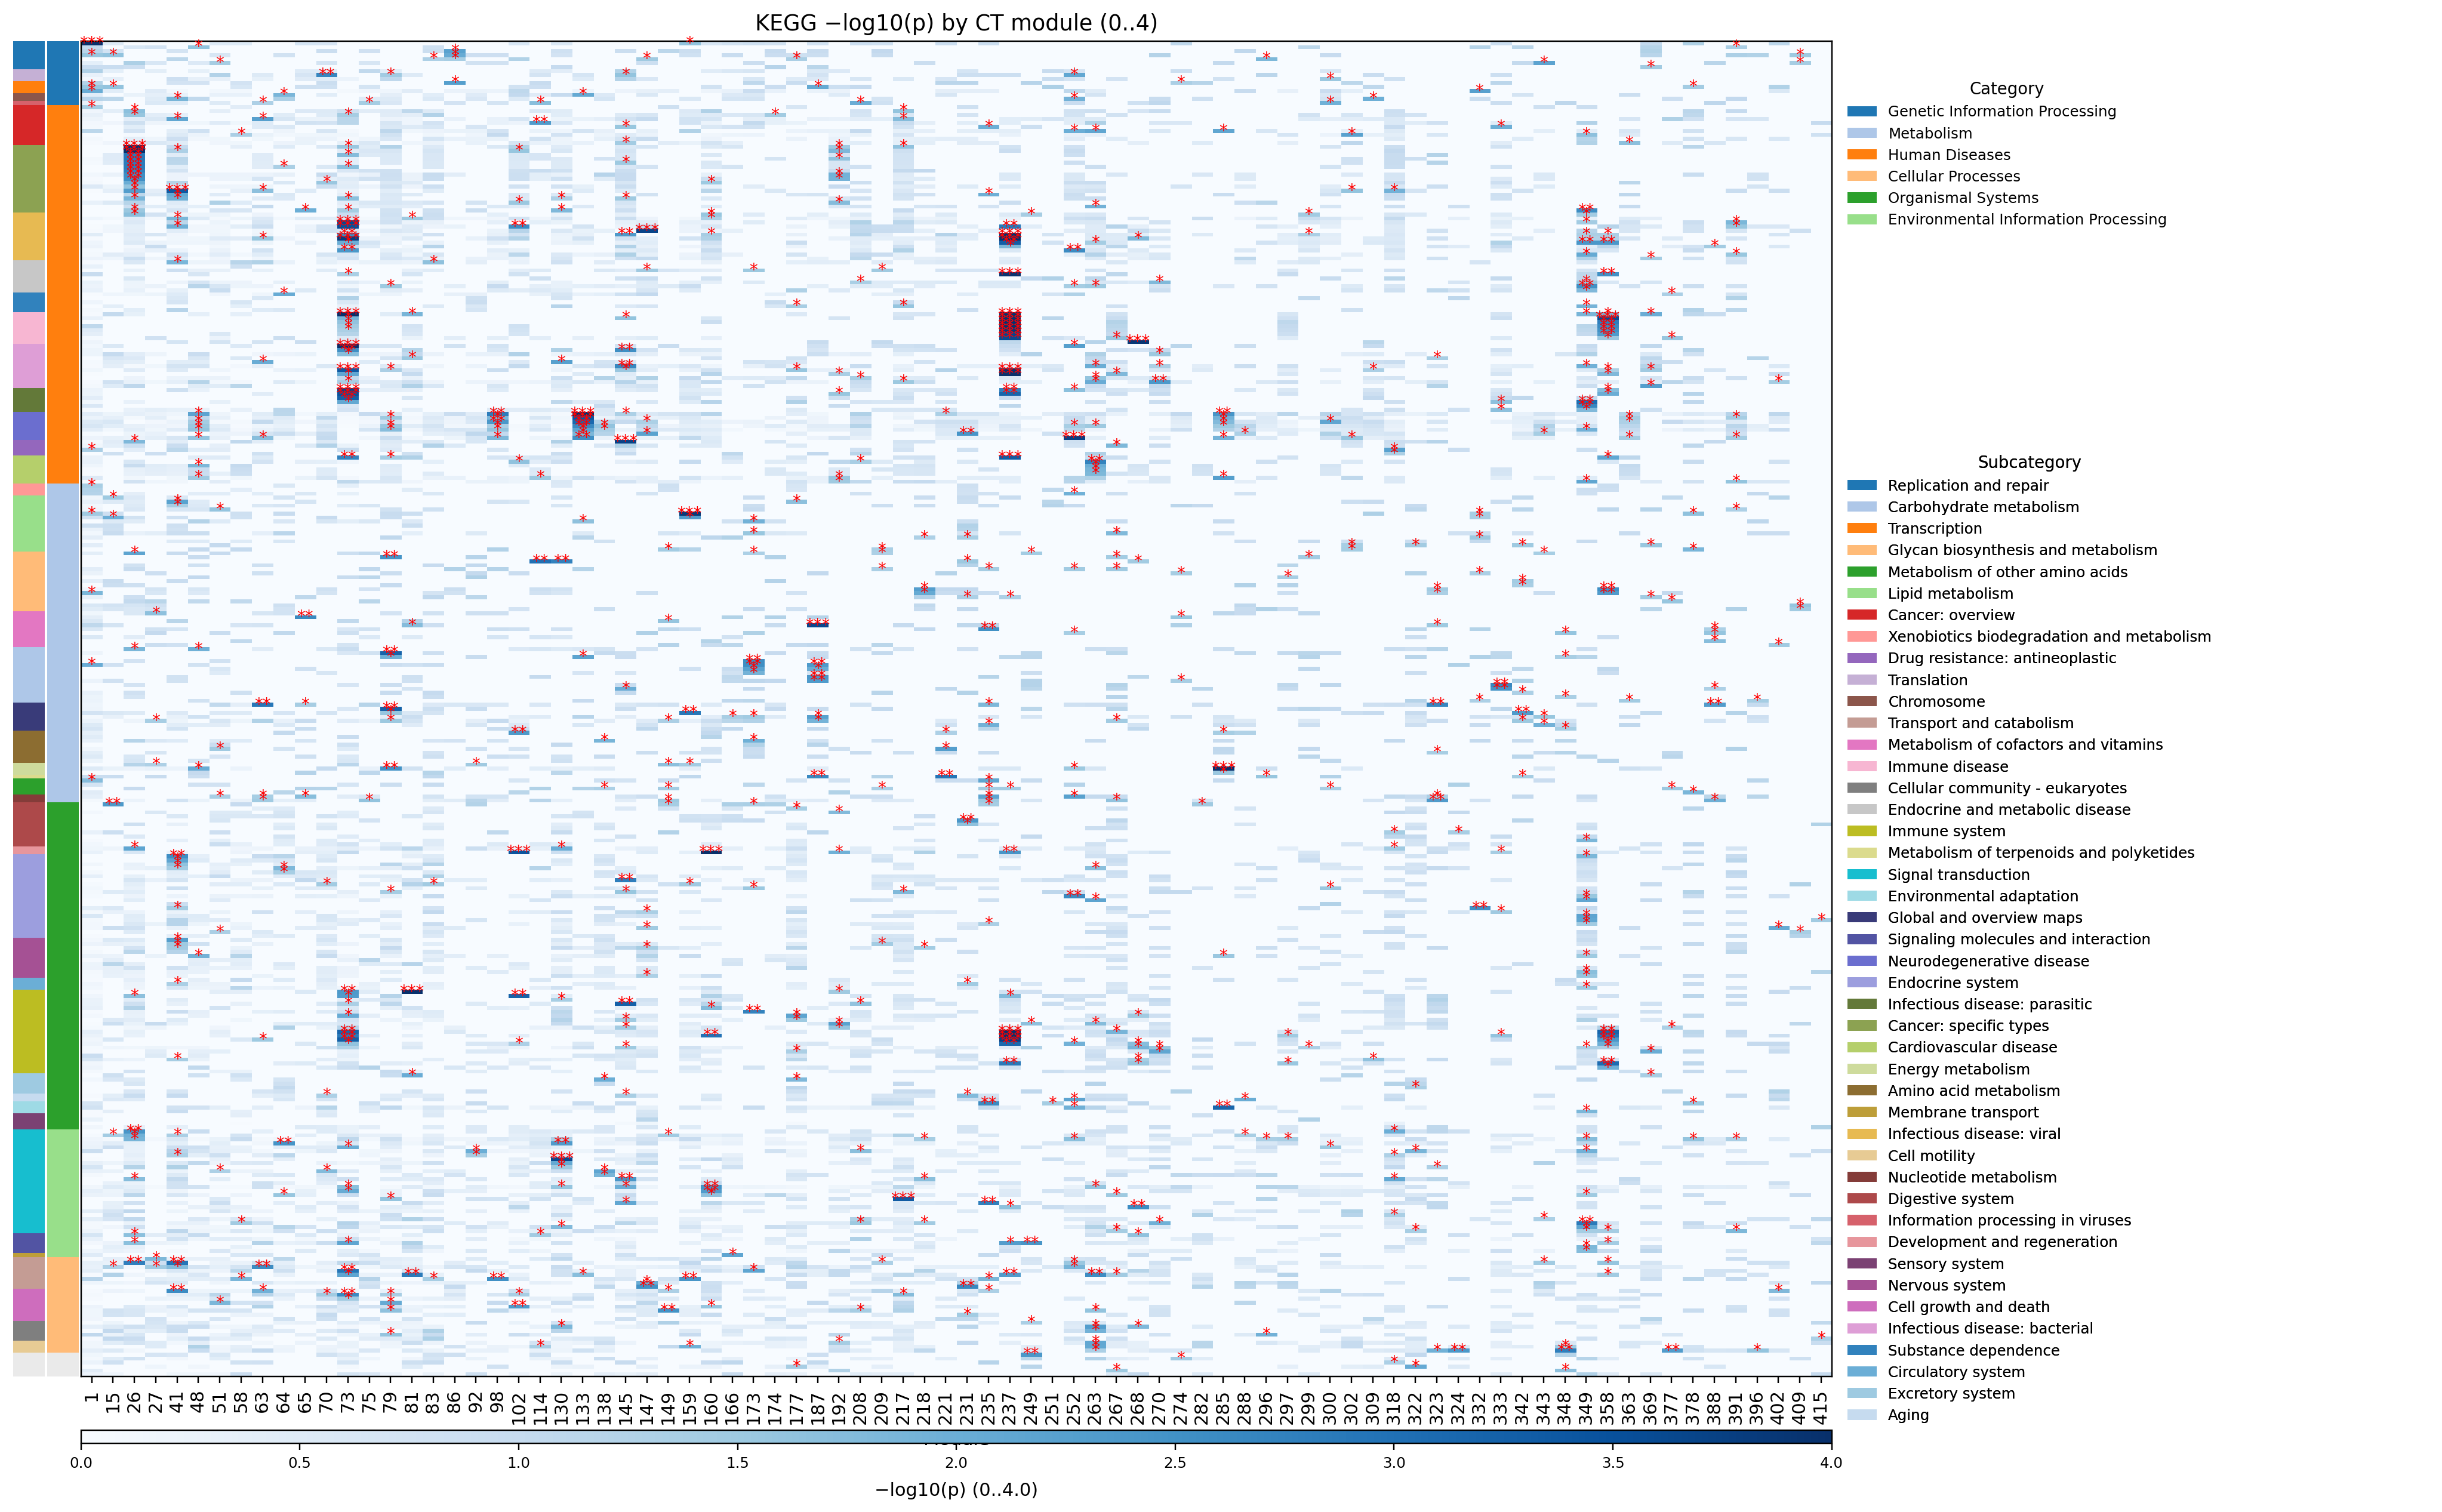 KEGG −log10(p) by CT module (0..4)
Category
Genetic Information Processing
Metabolism
Human Diseases
Cellular Processes
Organismal Systems
Environmental Information Processing
Subcategory
Replication and repair
Carbohydrate metabolism
Transcription
Glycan biosynthesis and metabolism
Metabolism of other amino acids
Lipid metabolism
Cancer: overview
Xenobiotics biodegradation and metabolism
Drug resistance: antineoplastic
Translation
Chromosome
Transport and catabolism
Metabolism of cofactors and vitamins
Immune disease
Cellular community - eukaryotes
Endocrine and metabolic disease
Immune system
Metabolism of terpenoids and polyketides
Signal transduction
Environmental adaptation
Global and overview maps
Signaling molecules and interaction
Neurodegenerative disease
Endocrine system
Infectious disease: parasitic
Cancer: specific types
Cardiovascular disease
Energy metabolism
Amino acid metabolism
Membrane transport
Infectious disease: viral
Cell motility
Nucleotide metabolism
Digestive system
Information processing in viruses
Development and regeneration
Sensory system
Nervous system
Cell growth and death
Infectious disease: bacterial
Substance dependence
Circulatory system
Excretory system
Aging
1 15 26 27 41 48 51 58 63 64 65 70 73 75 79 81 83 86 92 98 102 114 130 133 138 145 147 149 159 160 166 173 174 177 187 192 208 209 217 218 221 231 235 237 249 251 252 263 267 268 270 274 282 285 288 296 297 299 300 302 309 318 322 323 324 332 333 342 343 348 349 358 363 369 377 378 388 391 396 402 409 415
0.0 0.5 1.0 1.5 2.0 2.5 3.0 3.5 4.0
−log10(p) (0..4.0)